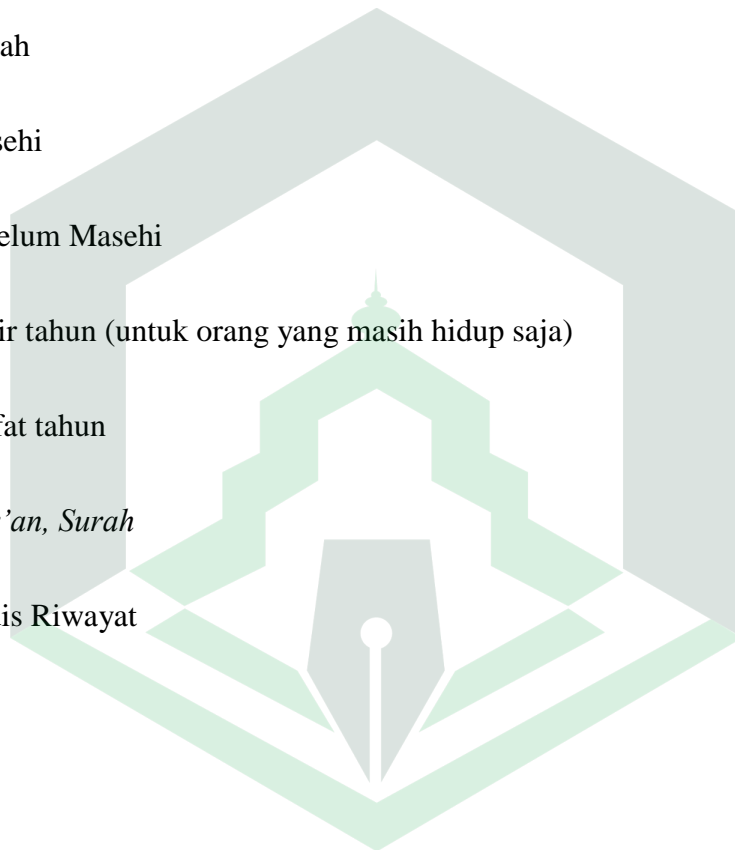 ah
sehi
elum Masehi
ir tahun (untuk orang yang masih hidup saja)
fat tahun
’an, Surah
is Riwayat